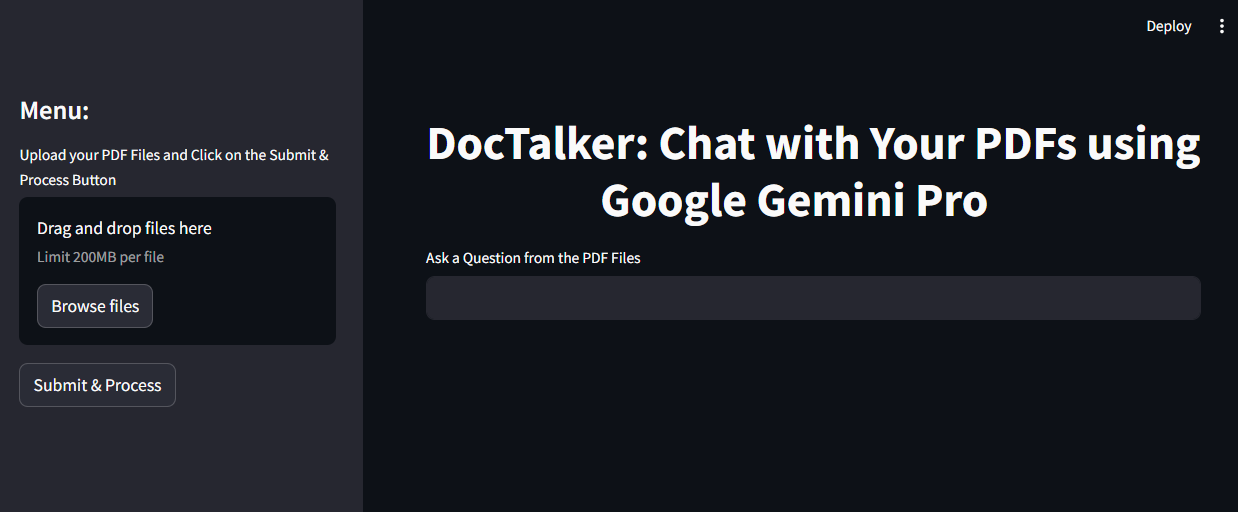 Deploy
Menu:
Upload your PDF Files and Click on the Submit &
Process Button
Drag and drop files here
Limit 200MB per file
Browse files
Submit & Process
DocTalker: Chat with Your PDFs using
Google Gemini Pro
Ask a Question from the PDF Files